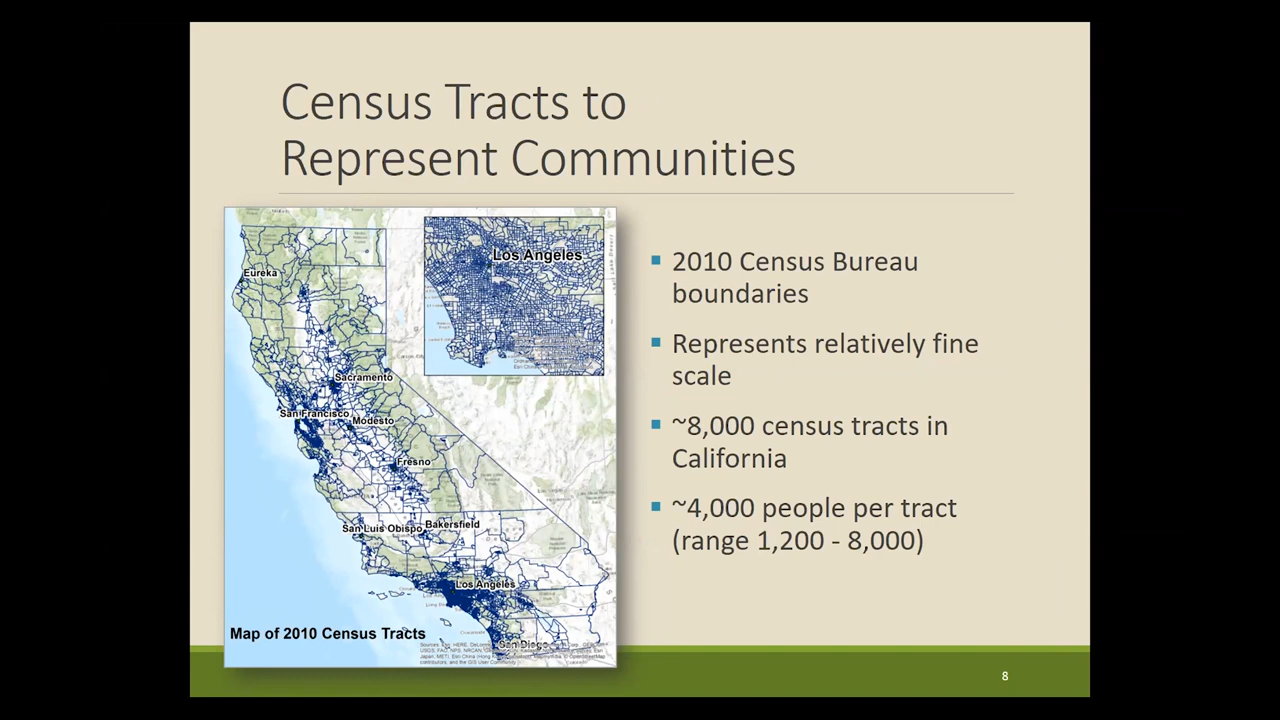 Census Tracts to
Represent Communities
Los Angeles
Eureka
Sacramento
San Francisco
Modesto
Fresno
San Luis Obispo
Bakersfield
Los Angeles
San Diego
Map of 2010 Census Tracts
▪ 2010 Census Bureau
boundaries
▪ Represents relatively fine
scale
▪ ~8,000 census tracts in
California
▪ ~4,000 people per tract
(range 1,200 - 8,000)
8